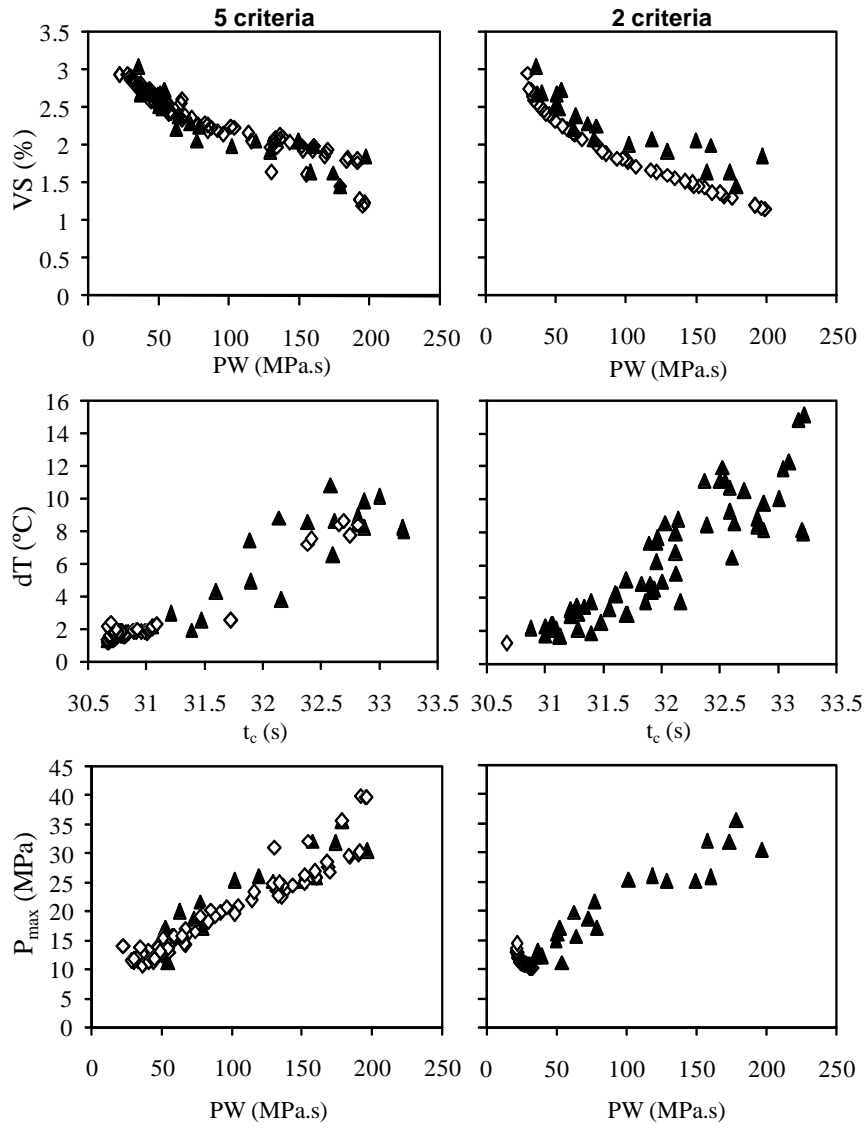 5 criteria
2 criteria
3.5
3
2.5
2
1.5
1
0.5
0
VS (%)
0 50 100 150 200 250
0 50 100 150 200 250
PW (MPa.s)
PW (MPa.s)
16
14
12
10
8
6
4
2
0
dT (ºC)
30.5 31 31.5 32 32.5 33 33.5
30.5 31 31.5 32 32.5 33 33.5
tc (s)
tc (s)
45
40
35
30
25
20
15
10
5
0
Pmax (MPa)
0 50 100 150 200 250
0 50 100 150 200 250
PW (MPa.s)
PW (MPa.s)